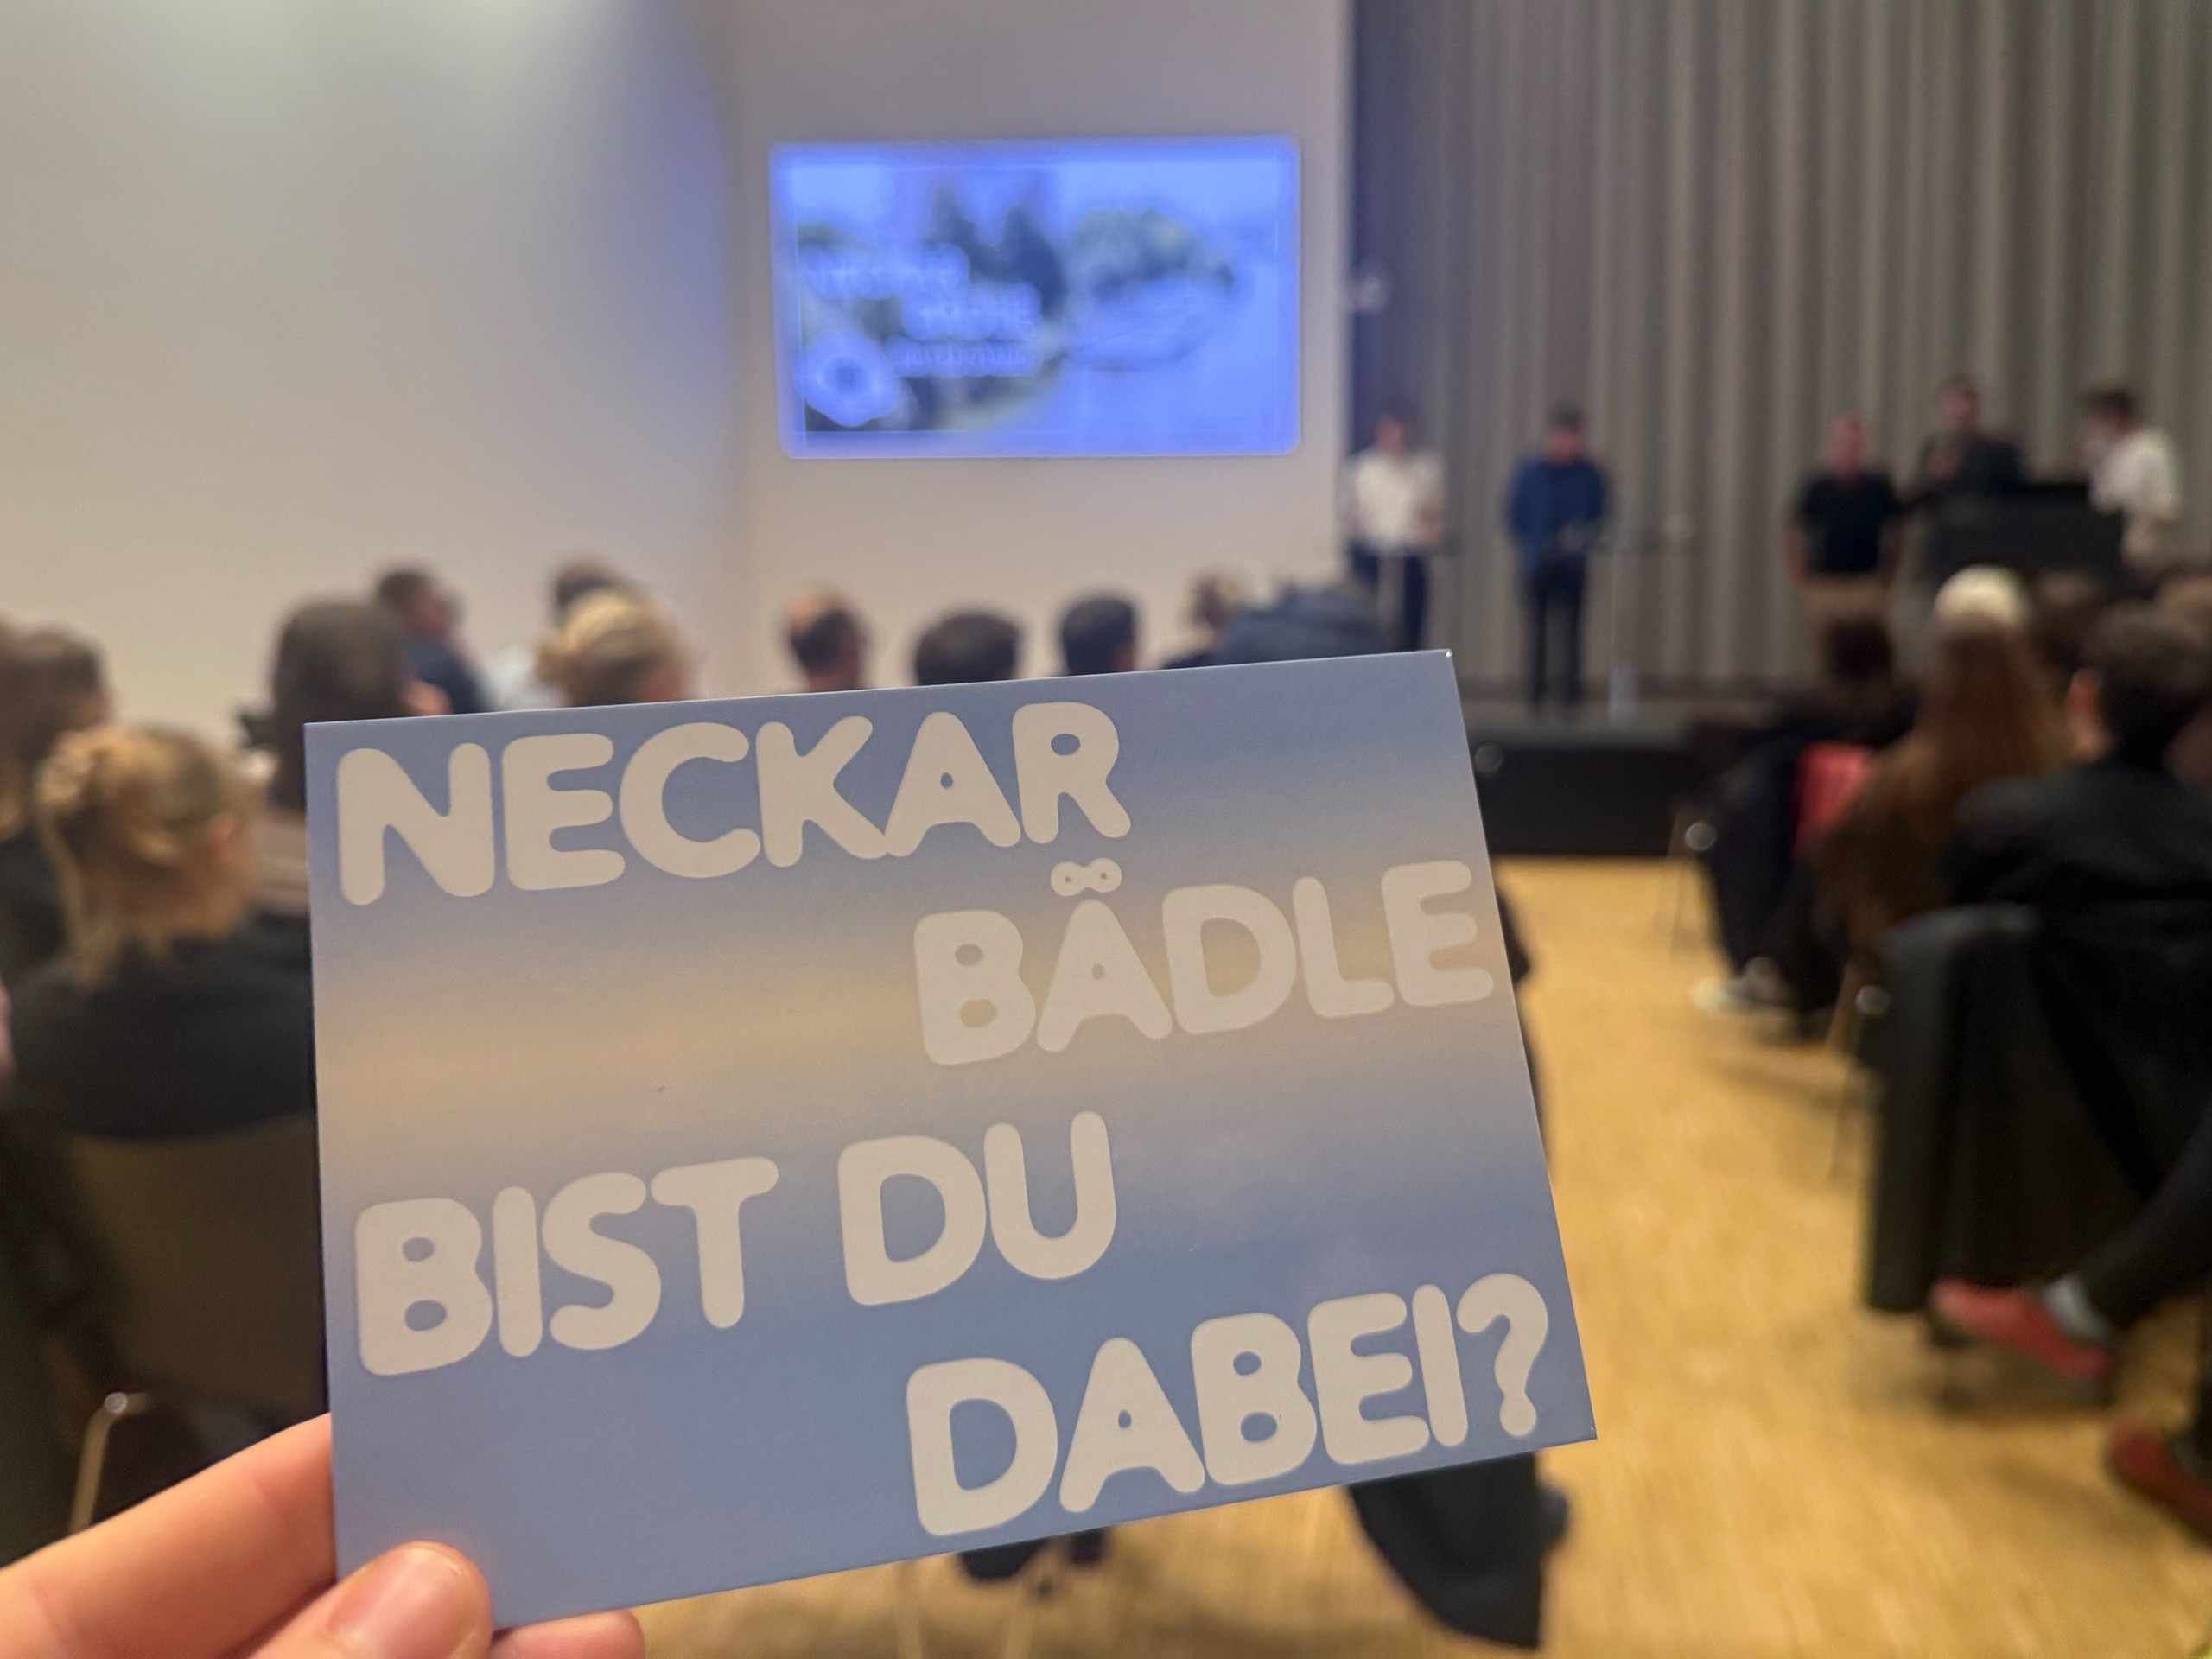 NECKAR
BÄDLE
BIST DU
DABEI?